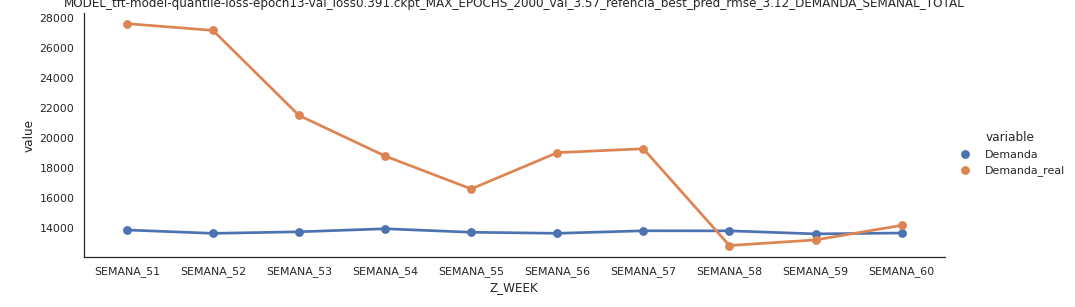 MODEL_tft-model-quantile-loss-epoch13-val_loss0.391.ckpt_MAX_EPOCHS_2000_val_3.57_refencia_best_pred_rmse_3.12_DEMANDA_SEMANAL_TOTAL
28000
26000
24000
22000
20000
18000
16000
14000
value
SEMANA_51 SEMANA_52 SEMANA_53 SEMANA_54 SEMANA_55 SEMANA_56 SEMANA_57 SEMANA_58 SEMANA_59 SEMANA_60
Z_WEEK
variable
Demanda
Demanda_real